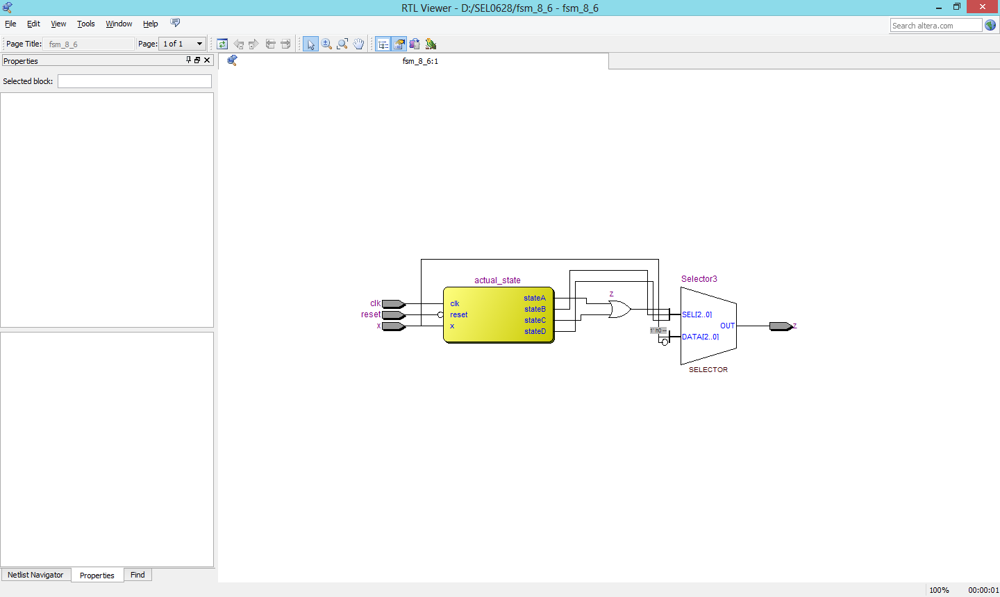 RTL Viewer - D:/SEL0628/fsm_8_6 - fsm_8_6
File Edit View Tools Window Help
Search altera.com
Page Title: fsm_8_6 Page: 1 of 1
Properties
fsm_8_6:1
Selected block:
actual_state
clk
reset
x
clk
reset
x
stateA
stateB
stateC
stateD
z
Selector3
SEL[2..0]
1' h0 --
DATA[2..0]
OUT
z
SELECTOR
Netlist Navigator Properties Find
100% 00:00:01